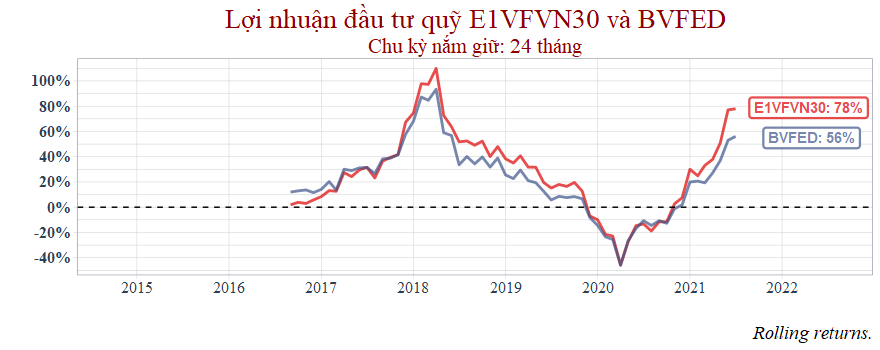 Lợi nhuận đầu tư quỹ E1VFVN30 và BVFED
Chu kỳ nắm giữ: 24 tháng
100%
80%
60%
40%
20%
0%
-20%
-40%
E1VFVN30: 78%
BVFED: 56%
2015 2016 2017 2018 2019 2020 2021 2022
Rolling returns.